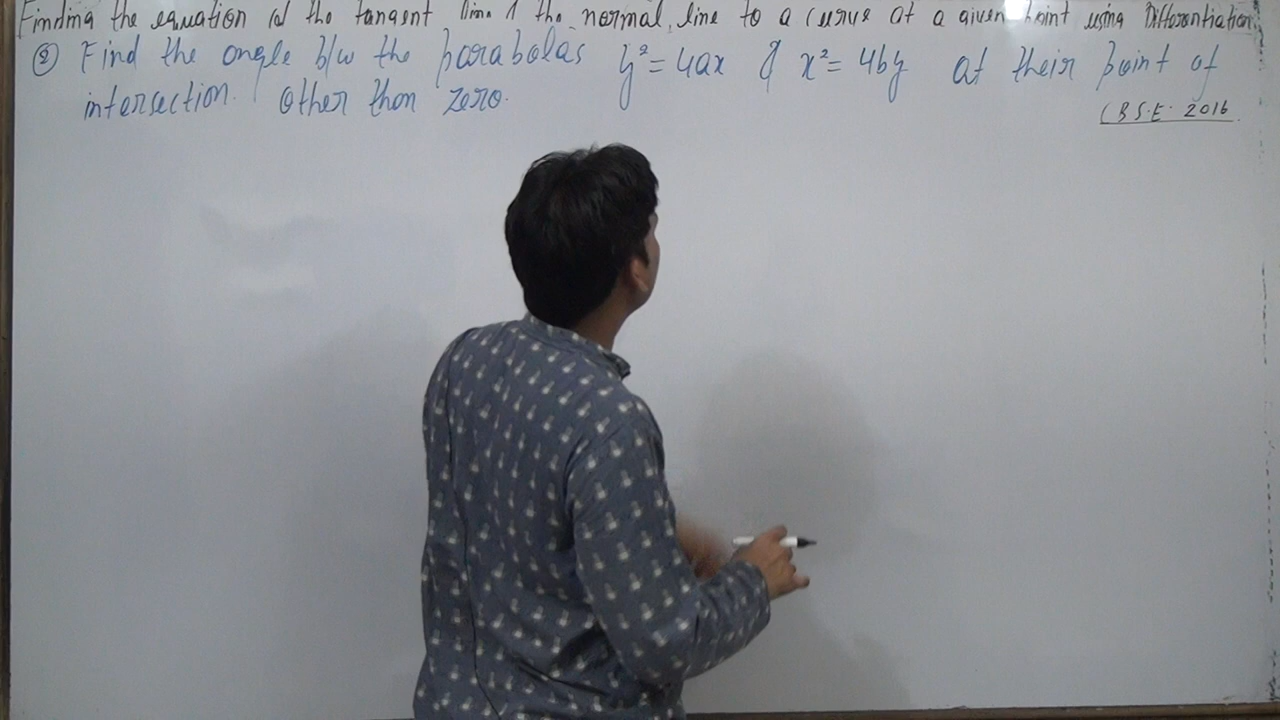 Finding the equation of the tangent line & the normal line to a curve at a given point using Differentiation
② Find the angle b/w the parabolas y² = 4ax & x² = 4by at their point of
intersection other than zero.
CBSE 2016